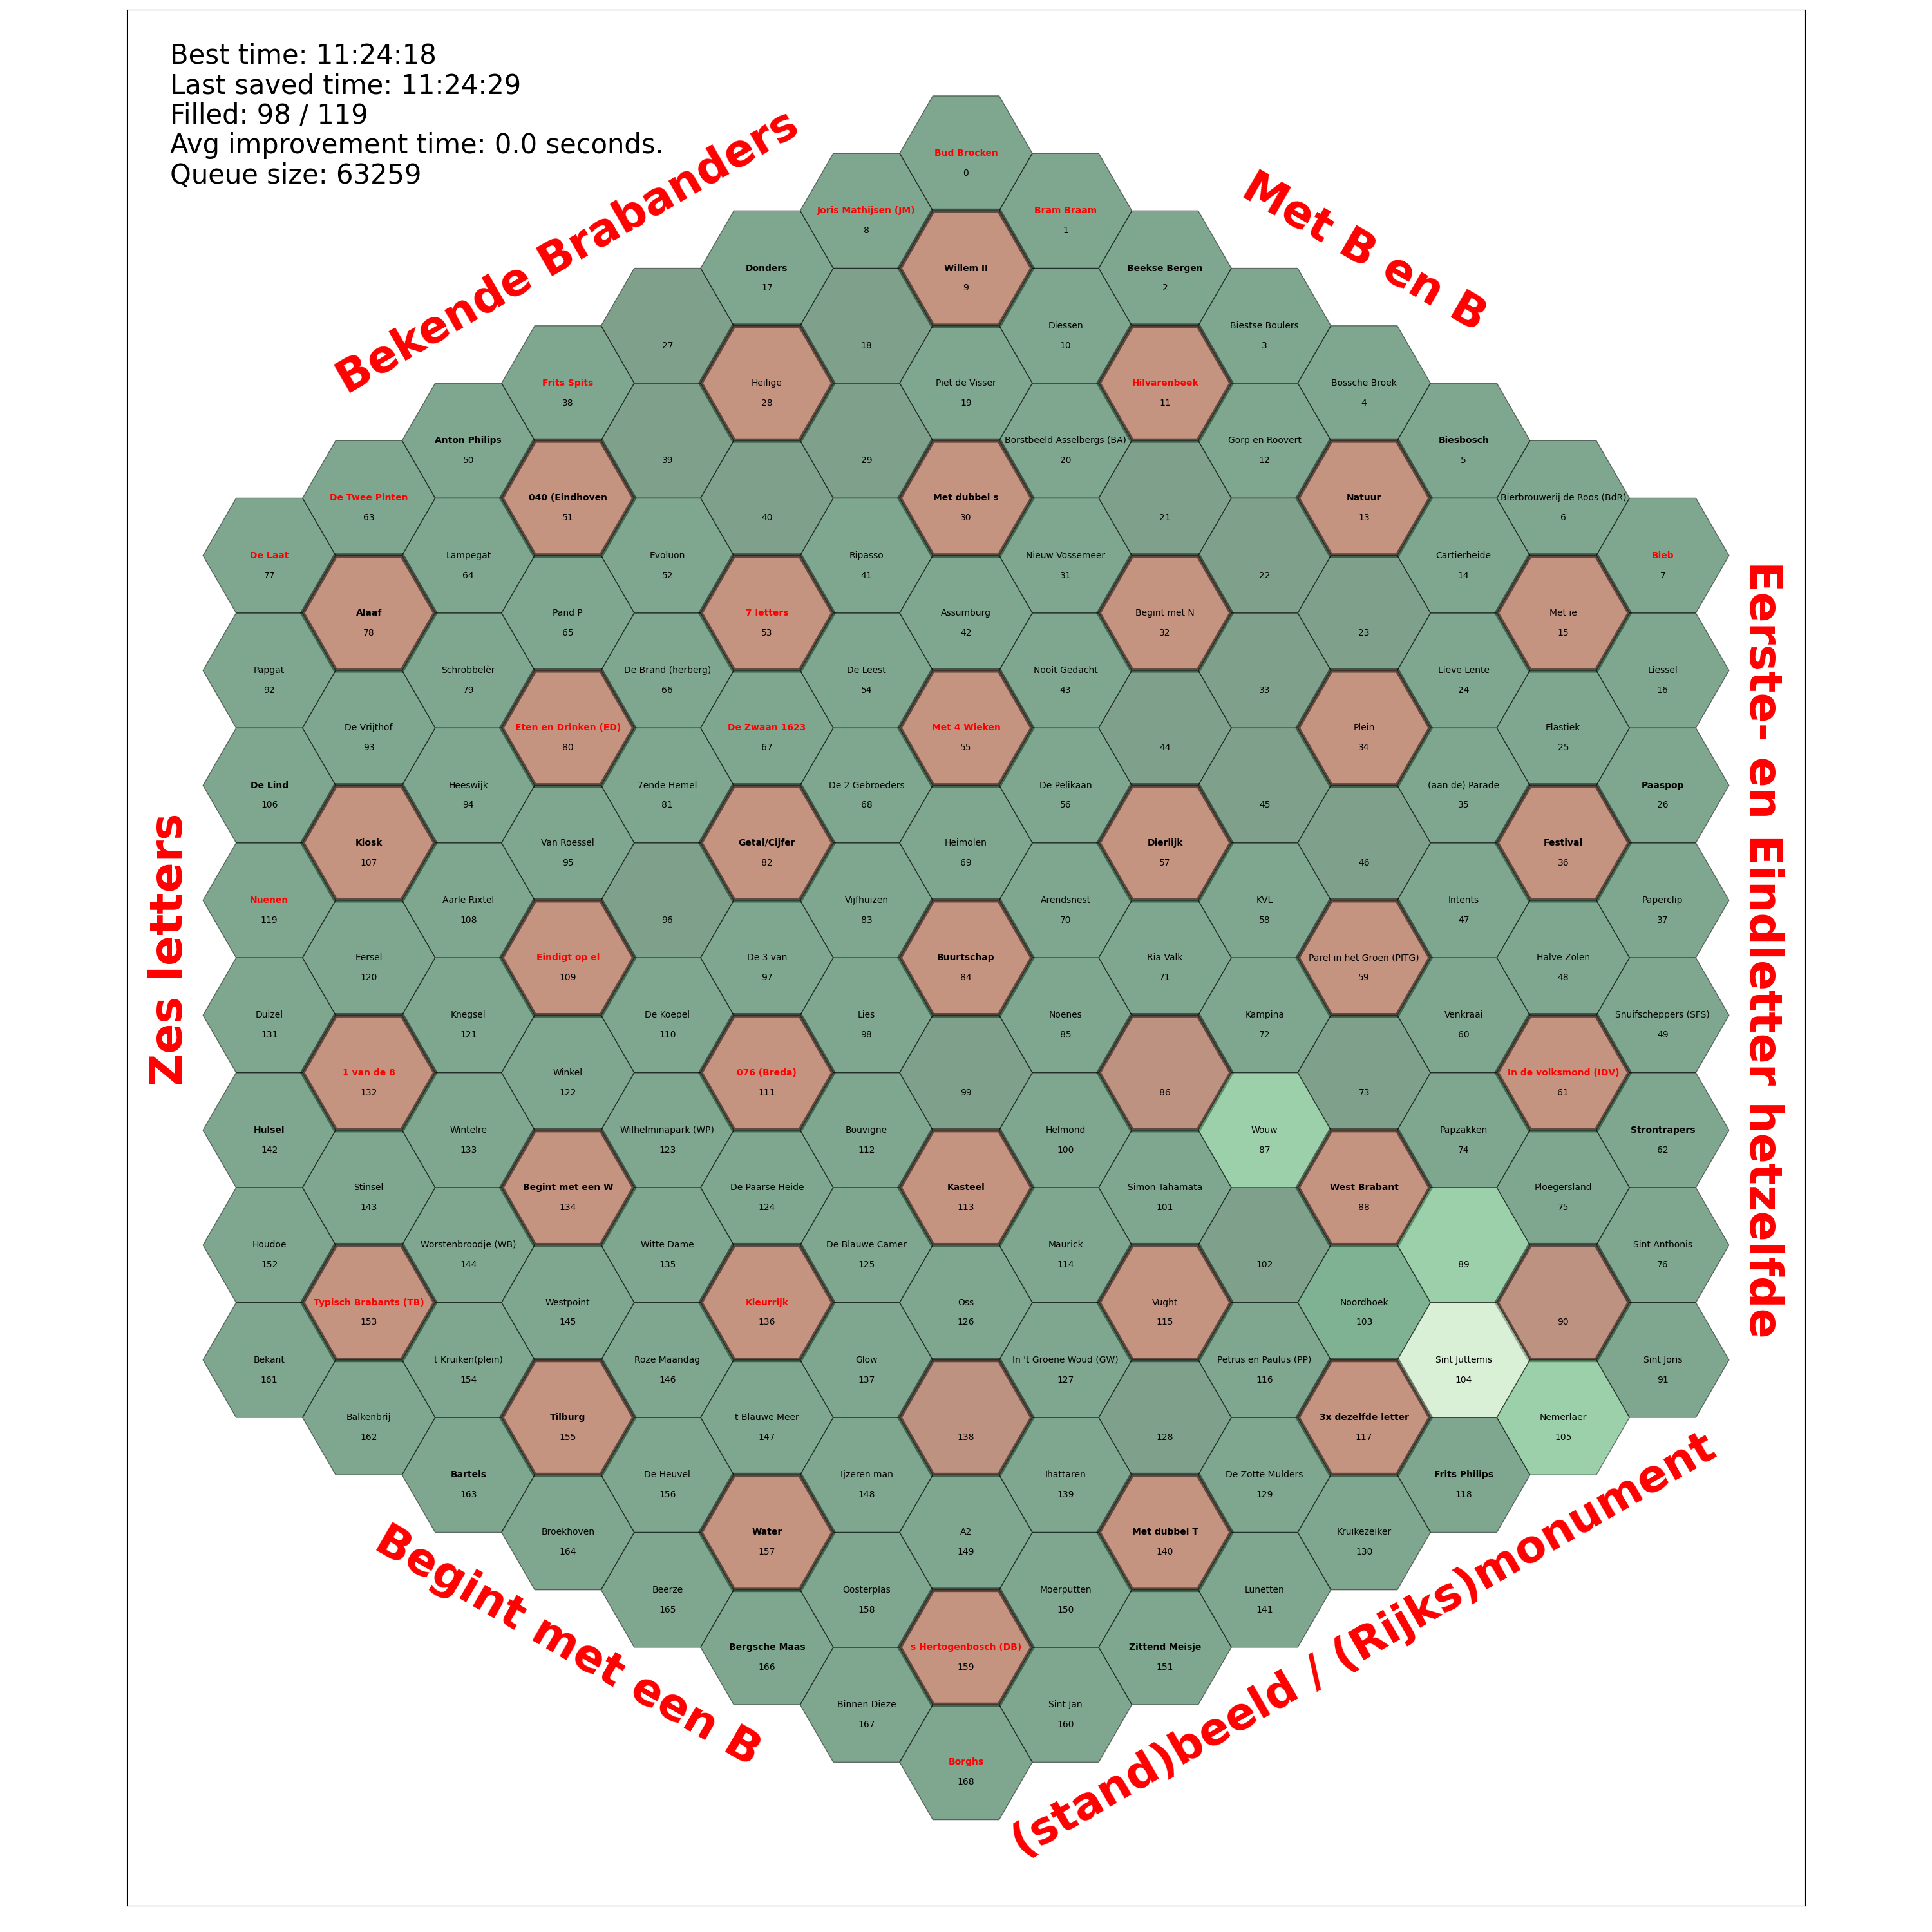 Best time: 11:24:18
Last saved time: 11:24:29
Filled: 98 / 119
Avg improvement time: 0.0 seconds.
Queue size: 63259
Bekende Brabanders
Met B en B
Eerste- en Eindletter hetzelfde
(stand)beeld / (Rijks)monument
Begint met een B
Zes letters
Bud Brocken
0
Bram Braam
1
Beekse Bergen
2
Biestse Boulers
3
Bossche Broek
4
Biesbosch
5
Bierbrouwerij de Roos (BdR)
6
Bieb
7
Joris Mathijsen (JM)
8
Willem II
9
Diessen
10
Hilvarenbeek
11
Gorp en Roovert
12
Natuur
13
Cartierheide
14
Met ie
15
Liessel
16
Donders
17
18
Piet de Visser
19
Borstbeeld Asselbergs (BA)
20
21
22
23
Lieve Lente
24
Elastiek
25
Paaspop
26
27
Heilige
28
29
Met dubbel s
30
Nieuw Vossemeer
31
Begint met N
32
33
Plein
34
(aan de) Parade
35
Festival
36
Paperclip
37
Frits Spits
38
39
40
Ripasso
41
Assumburg
42
Nooit Gedacht
43
44
45
46
Intents
47
Halve Zolen
48
Snuifscheppers (SFS)
49
Anton Philips
50
040 (Eindhoven
51
Evoluon
52
7 letters
53
De Leest
54
Met 4 Wieken
55
De Pelikaan
56
Dierlijk
57
KVL
58
Parel in het Groen (PITG)
59
Venkraai
60
In de volksmond (IDV)
61
Strontrapers
62
De Twee Pinten
63
Lampegat
64
Pand P
65
De Brand (herberg)
66
De Zwaan 1623
67
De 2 Gebroeders
68
Heimolen
69
Arendsnest
70
Ria Valk
71
Kampina
72
73
Papzakken
74
Ploegersland
75
Sint Anthonis
76
De Laat
77
Alaaf
78
Schrobbelèr
79
Eten en Drinken (ED)
80
7ende Hemel
81
Getal/Cijfer
82
Vijfhuizen
83
Buurtschap
84
Noenes
85
86
Wouw
87
West Brabant
88
89
90
Sint Joris
91
Papgat
92
De Vrijthof
93
Heeswijk
94
Van Roessel
95
96
De 3 van
97
Lies
98
99
Helmond
100
Simon Tahamata
101
102
Noordhoek
103
Sint Juttemis
104
Nemerlaer
105
De Lind
106
Kiosk
107
Aarle Rixtel
108
Eindigt op el
109
De Koepel
110
076 (Breda)
111
Bouvigne
112
Kasteel
113
Maurick
114
Vught
115
Petrus en Paulus (PP)
116
3x dezelfde letter
117
Frits Philips
118
Nuenen
119
Eersel
120
Knegsel
121
Winkel
122
Wilhelminapark (WP)
123
De Paarse Heide
124
De Blauwe Camer
125
Oss
126
In 't Groene Woud (GW)
127
128
De Zotte Mulders
129
Kruikezeiker
130
Duizel
131
1 van de 8
132
Wintelre
133
Begint met een W
134
Witte Dame
135
Kleurrijk
136
Glow
137
138
Ihattaren
139
Met dubbel T
140
Lunetten
141
Hulsel
142
Stinsel
143
Worstenbroodje (WB)
144
Westpoint
145
Roze Maandag
146
t Blauwe Meer
147
Ijzeren man
148
A2
149
Moerputten
150
Zittend Meisje
151
Houdoe
152
Typisch Brabants (TB)
153
t Kruiken(plein)
154
Tilburg
155
De Heuvel
156
Water
157
Oosterplas
158
s Hertogenbosch (DB)
159
Sint Jan
160
Bekant
161
Balkenbrij
162
Bartels
163
Broekhoven
164
Beerze
165
Bergsche Maas
166
Binnen Dieze
167
Borghs
168